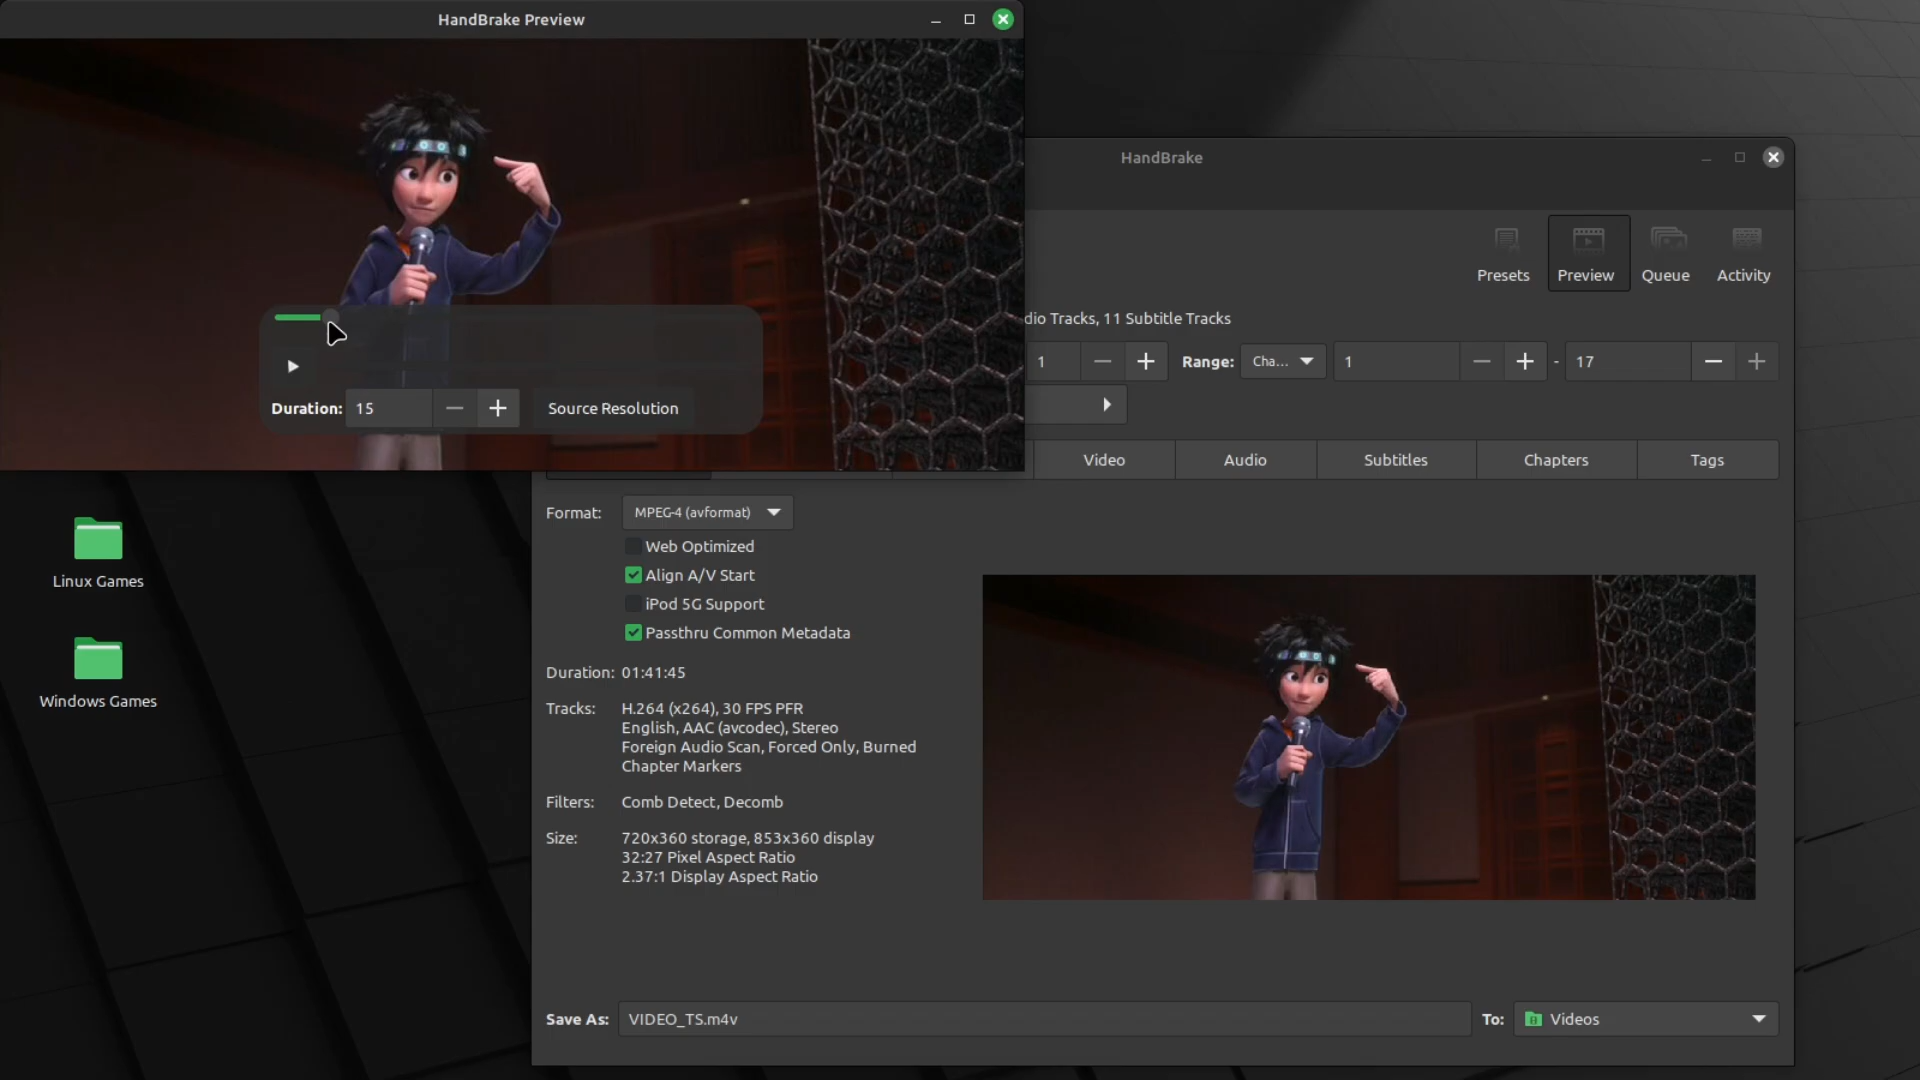 HandBrake Preview
Duration: 15 Source Resolution
HandBrake
Presets Preview Queue Activity
dio Tracks, 11 Subtitle Tracks
1 Range: Cha... 1 - 17
Video Audio Subtitles Chapters Tags
Format: MPEG-4 (avformat)
Web Optimized
Align A/V Start
iPod 5G Support
Passthru Common Metadata
Duration: 01:41:45
Tracks: H.264 (x264), 30 FPS PFR
English, AAC (avcodec), Stereo
Foreign Audio Scan, Forced Only, Burned
Chapter Markers
Filters: Comb Detect, Decomb
Size: 720x360 storage, 853x360 display
32:27 Pixel Aspect Ratio
2.37:1 Display Aspect Ratio
Save As: VIDEO_TS.m4v To: Videos
Linux Games
Windows Games